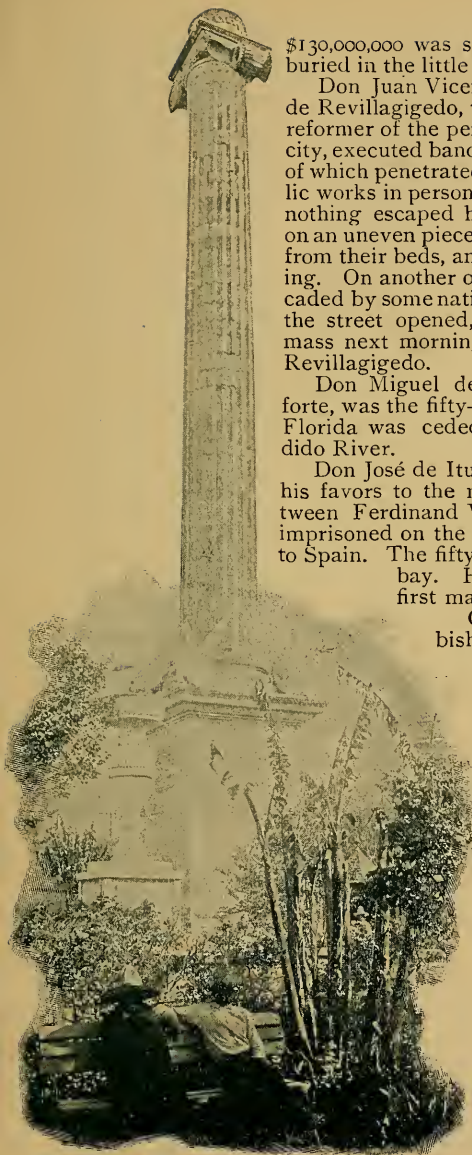 $130,000,000 was s
buried in the little
Don Juan Vice
de Revillagigedo,
reformer of the pe
city, executed band
of which penetrated
lic works in person
nothing escaped h
on an uneven piece
from their beds, an
ing. On another o
caded by some nati
the street opened,
mass next morning
Revillagigedo.
Don Miguel de
forte, was the fifty-
Florida was cede
dido River.
Don José de Itu
his favors to the
tween Ferdinand V
imprisoned on the
to Spain. The fifty
bay. H
first ma
C
bish